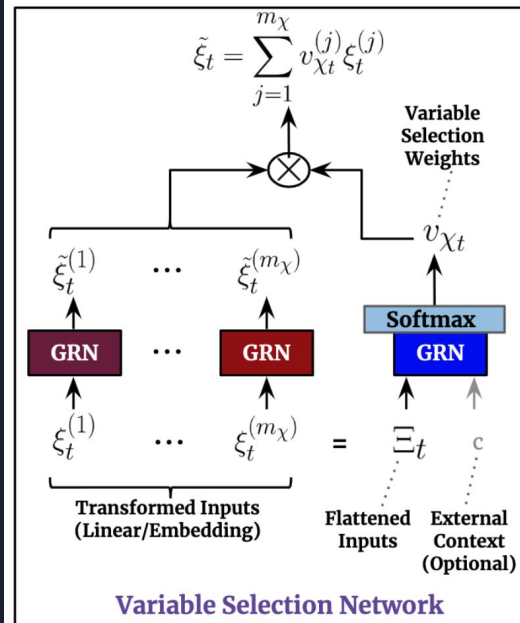 ξ̃_t = ∑_{j=1}^{m_χ} v_{χ_t}^{(j)} ξ_t^{(j)}
Variable
Selection
Weights
ξ̃_t^{(1)} ··· ξ̃_t^{(m_χ)}
v_{χ_t}
Softmax
GRN ··· GRN GRN
ξ_t^{(1)} ··· ξ_t^{(m_χ)} = Ξ_t c
Transformed Inputs
(Linear/Embedding)
Flattened
Inputs
External
Context
(Optional)
Variable Selection Network